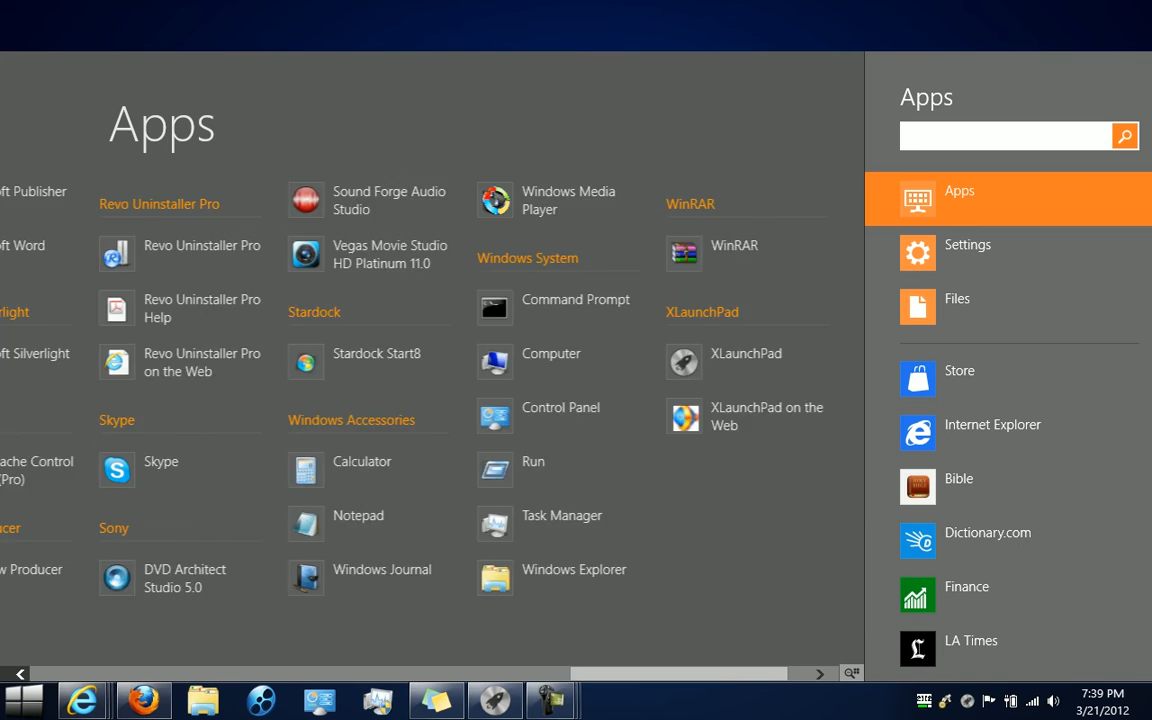 Apps
oft Publisher
oft Word
erlight
oft Silverlight
ache Control
(Pro)
ucer
w Producer
Revo Uninstaller Pro
Revo Uninstaller Pro
Revo Uninstaller Pro
Help
Revo Uninstaller Pro
on the Web
Skype
Skype
Sony
DVD Architect
Studio 5.0
Sound Forge Audio
Studio
Vegas Movie Studio
HD Platinum 11.0
Stardock
Stardock Start8
Windows Accessories
Calculator
Notepad
Windows Journal
Windows Media
Player
Windows System
Command Prompt
Computer
Control Panel
Run
Task Manager
Windows Explorer
WinRAR
WinRAR
XLaunchPad
XLaunchPad
XLaunchPad on the
Web
Apps
Apps
Settings
Files
Store
Internet Explorer
Bible
Dictionary.com
Finance
LA Times
7:39 PM
3/21/2012